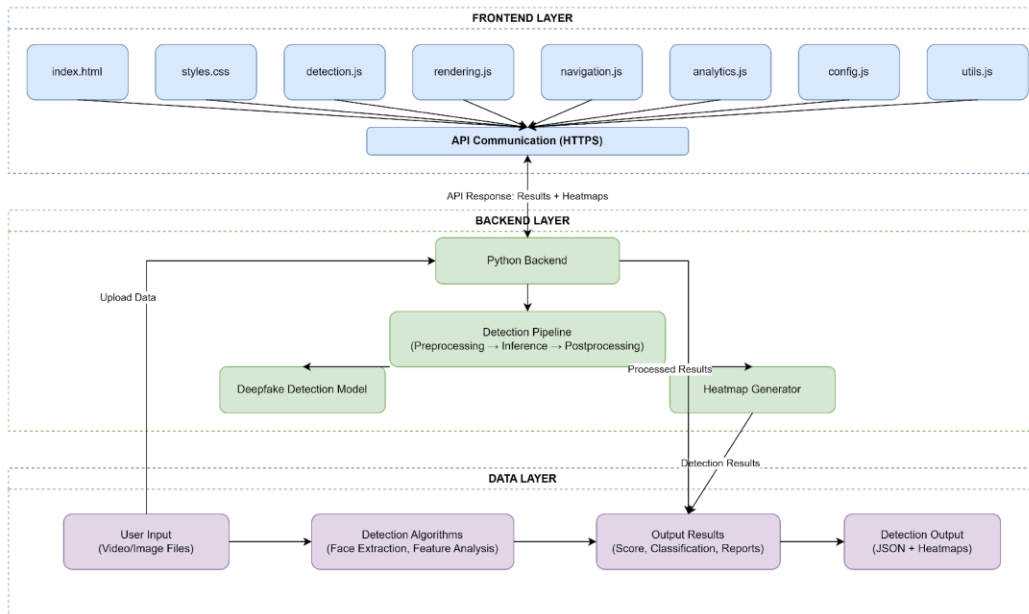 FRONTEND LAYER
index.html
styles.css
detection.js
rendering.js
navigation.js
analytics.js
config.js
utils.js
API Communication (HTTPS)
API Response: Results + Heatmaps
BACKEND LAYER
Python Backend
Upload Data
Detection Pipeline
(Preprocessing → Inference → Postprocessing)
Processed Results
Deepfake Detection Model
Heatmap Generator
Detection Results
DATA LAYER
User Input
(Video/Image Files)
Detection Algorithms
(Face Extraction, Feature Analysis)
Output Results
(Score, Classification, Reports)
Detection Output
(JSON + Heatmaps)